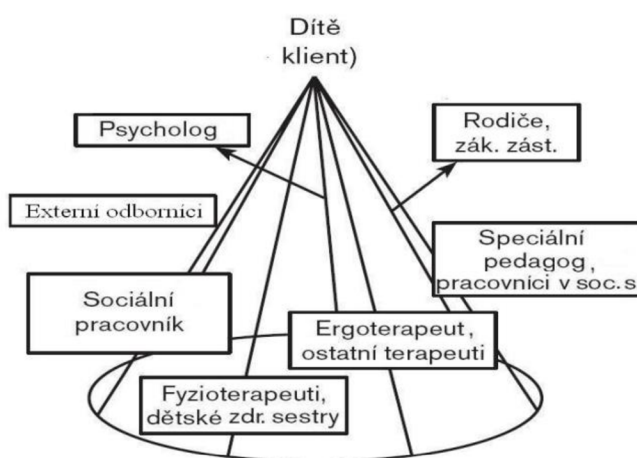 Dítě
klient)
Psycholog
Rodiče,
zák. zást.
Externí odbornici
Speciální
pedagog,
pracovníci v soc.s
Sociální
pracovník
Ergoterapeut,
ostatní terapeuti
Fyzioterapeuti,
dětské zdr. sestry